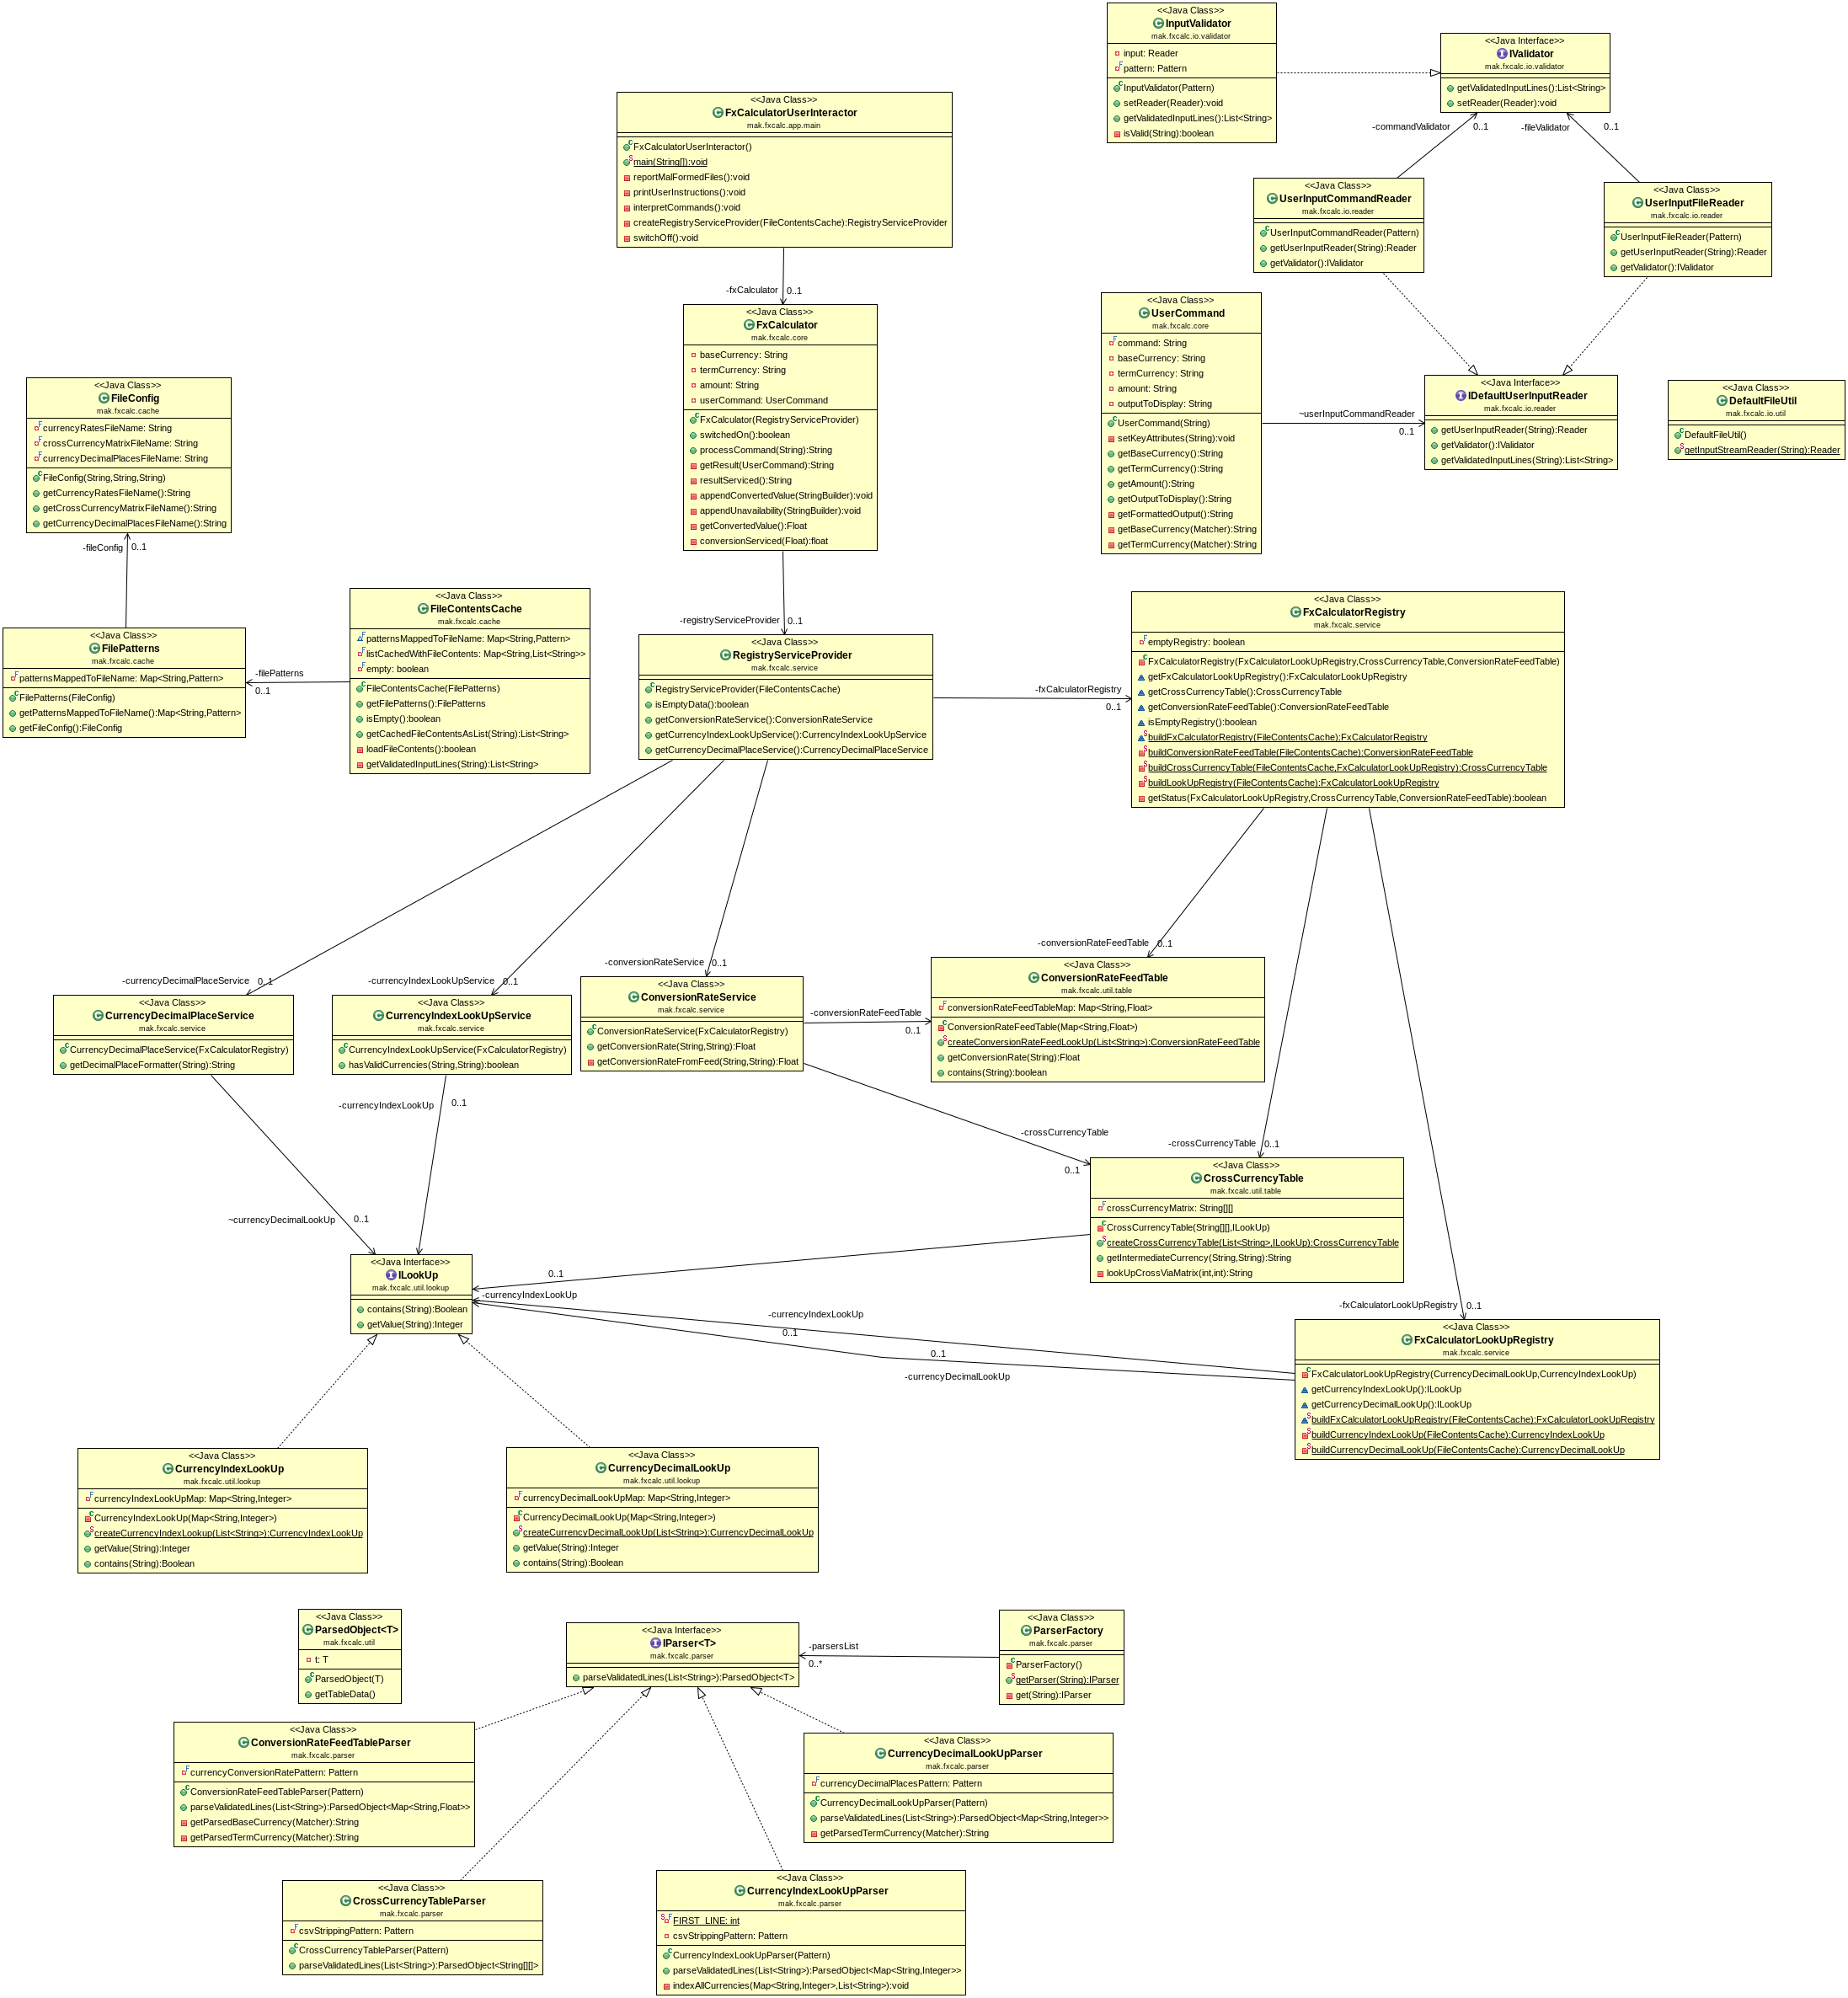 <<Java Class>>
InputValidator
mak.fxcalc.io.validator
input: Reader
pattern: Pattern
InputValidator(Pattern)
setReader(Reader):void
getValidatedInputLines():List<String>
isValid(String):boolean
<<Java Interface>>
IValidator
mak.fxcalc.io.validator
getValidatedInputLines():List<String>
setReader(Reader):void
-commandValidator
0..1
-fileValidator
0..1
<<Java Class>>
FxCalculatorUserInteractor
mak.fxcalc.app.main
FxCalculatorUserInteractor()
main(String[]):void
reportMalFormedFiles():void
printUserInstructions():void
interpretCommands():void
createRegistryServiceProvider(FileContentsCache):RegistryServiceProvider
switchOff():void
<<Java Class>>
UserInputCommandReader
mak.fxcalc.io.reader
UserInputCommandReader(Pattern)
getUserInputReader(String):Reader
getValidator():IValidator
<<Java Class>>
UserInputFileReader
mak.fxcalc.io.reader
UserInputFileReader(Pattern)
getUserInputReader(String):Reader
getValidator():IValidator
-fxCalculator
0..1
<<Java Class>>
FxCalculator
mak.fxcalc.core
baseCurrency: String
termCurrency: String
amount: String
userCommand: UserCommand
FxCalculator(RegistryServiceProvider)
switchedOn():boolean
processCommand(String):String
getResult(UserCommand):String
resultServiced():String
appendConvertedValue(StringBuilder):void
appendUnavailability(StringBuilder):void
getConvertedValue():Float
conversionServiced(Float):float
<<Java Class>>
UserCommand
mak.fxcalc.core
command: String
baseCurrency: String
termCurrency: String
amount: String
outputToDisplay: String
UserCommand(String)
setKeyAttributes(String):void
getBaseCurrency():String
getTermCurrency():String
getAmount():String
getOutputToDisplay():String
getFormattedOutput():String
getBaseCurrency(Matcher):String
getTermCurrency(Matcher):String
~userInputCommandReader
0..1
<<Java Interface>>
IDefaultUserInputReader
mak.fxcalc.io.reader
getUserInputReader(String):Reader
getValidator():IValidator
getValidatedInputLines(String):List<String>
<<Java Class>>
DefaultFileUtil
mak.fxcalc.io.util
DefaultFileUtil()
getInputStreamReader(String):Reader
<<Java Class>>
FileConfig
mak.fxcalc.cache
currencyRatesFileName: String
crossCurrencyMatrixFileName: String
currencyDecimalPlacesFileName: String
FileConfig(String,String,String)
getCurrencyRatesFileName():String
getCrossCurrencyMatrixFileName():String
getCurrencyDecimalPlacesFileName():String
-fileConfig
0..1
<<Java Class>>
FilePatterns
mak.fxcalc.cache
patternsMappedToFileName: Map<String,Pattern>
FilePatterns(FileConfig)
getPatternsMappedToFileName():Map<String,Pattern>
getFileConfig():FileConfig
-filePatterns
0..1
<<Java Class>>
FileContentsCache
mak.fxcalc.cache
patternsMappedToFileName: Map<String,Pattern>
listCachedWithFileContents: Map<String,List<String>>
empty: boolean
FileContentsCache(FilePatterns)
getFilePatterns():FilePatterns
isEmpty():boolean
getCachedFileContentsAsList(String):List<String>
loadFileContents():boolean
getValidatedInputLines(String):List<String>
-registryServiceProvider
0..1
<<Java Class>>
RegistryServiceProvider
mak.fxcalc.service
RegistryServiceProvider(FileContentsCache)
isEmptyData():boolean
getConversionRateService():ConversionRateService
getCurrencyIndexLookUpService():CurrencyIndexLookUpService
getCurrencyDecimalPlaceService():CurrencyDecimalPlaceService
-fxCalculatorRegistry
0..1
<<Java Class>>
FxCalculatorRegistry
mak.fxcalc.service
emptyRegistry: boolean
FxCalculatorRegistry(FxCalculatorLookUpRegistry,CrossCurrencyTable,ConversionRateFeedTable)
getFxCalculatorLookUpRegistry():FxCalculatorLookUpRegistry
getCrossCurrencyTable():CrossCurrencyTable
getConversionRateFeedTable():ConversionRateFeedTable
isEmptyRegistry():boolean
buildFxCalculatorRegistry(FileContentsCache):FxCalculatorRegistry
buildConversionRateFeedTable(FileContentsCache):ConversionRateFeedTable
buildCrossCurrencyTable(FileContentsCache,FxCalculatorLookUpRegistry):CrossCurrencyTable
buildLookUpRegistry(FileContentsCache):FxCalculatorLookUpRegistry
getStatus(FxCalculatorLookUpRegistry,CrossCurrencyTable,ConversionRateFeedTable):boolean
-currencyDecimalPlaceService
0..1
-currencyIndexLookUpService
0..1
-conversionRateService
0..1
-conversionRateFeedTable
0..1
<<Java Class>>
CurrencyDecimalPlaceService
mak.fxcalc.service
CurrencyDecimalPlaceService(FxCalculatorRegistry)
getDecimalPlaceFormatter(String):String
<<Java Class>>
CurrencyIndexLookUpService
mak.fxcalc.service
CurrencyIndexLookUpService(FxCalculatorRegistry)
hasValidCurrencies(String,String):boolean
<<Java Class>>
ConversionRateService
mak.fxcalc.service
ConversionRateService(FxCalculatorRegistry)
getConversionRate(String,String):Float
getConversionRateFromFeed(String,String):Float
-conversionRateFeedTable
0..1
<<Java Class>>
ConversionRateFeedTable
mak.fxcalc.util.table
conversionRateFeedTableMap: Map<String,Float>
ConversionRateFeedTable(Map<String,Float>)
createConversionRateFeedLookUp(List<String>):ConversionRateFeedTable
getConversionRate(String):Float
contains(String):boolean
-currencyIndexLookUp
0..1
-crossCurrencyTable
0..1
-crossCurrencyTable
0..1
<<Java Class>>
CrossCurrencyTable
mak.fxcalc.util.table
crossCurrencyMatrix: String[][]
CrossCurrencyTable(String[][],ILookUp)
createCrossCurrencyTable(List<String>,ILookUp):CrossCurrencyTable
getIntermediateCurrency(String,String):String
lookUpCrossViaMatrix(int,int):String
~currencyDecimalLookUp
0..1
<<Java Interface>>
ILookUp
mak.fxcalc.util.lookup
contains(String):Boolean
getValue(String):Integer
0..1
-currencyIndexLookUp
-currencyIndexLookUp
0..1
0..1
-currencyDecimalLookUp
-fxCalculatorLookUpRegistry
0..1
<<Java Class>>
FxCalculatorLookUpRegistry
mak.fxcalc.service
FxCalculatorLookUpRegistry(CurrencyDecimalLookUp,CurrencyIndexLookUp)
getCurrencyIndexLookUp():ILookUp
getCurrencyDecimalLookUp():ILookUp
buildFxCalculatorLookUpRegistry(FileContentsCache):FxCalculatorLookUpRegistry
buildCurrencyIndexLookUp(FileContentsCache):CurrencyIndexLookUp
buildCurrencyDecimalLookUp(FileContentsCache):CurrencyDecimalLookUp
<<Java Class>>
CurrencyIndexLookUp
mak.fxcalc.util.lookup
currencyIndexLookUpMap: Map<String,Integer>
CurrencyIndexLookUp(Map<String,Integer>)
createCurrencyIndexLookup(List<String>):CurrencyIndexLookUp
getValue(String):Integer
contains(String):Boolean
<<Java Class>>
CurrencyDecimalLookUp
mak.fxcalc.util.lookup
currencyDecimalLookUpMap: Map<String,Integer>
CurrencyDecimalLookUp(Map<String,Integer>)
createCurrencyDecimalLookUp(List<String>):CurrencyDecimalLookUp
getValue(String):Integer
contains(String):Boolean
<<Java Class>>
ParsedObject<T>
mak.fxcalc.util
t: T
ParsedObject(T)
getTableData()
<<Java Interface>>
IParser<T>
mak.fxcalc.parser
parseValidatedLines(List<String>):ParsedObject<T>
-parsersList
0..*
<<Java Class>>
ParserFactory
mak.fxcalc.parser
ParserFactory()
getParser(String):IParser
get(String):IParser
<<Java Class>>
ConversionRateFeedTableParser
mak.fxcalc.parser
currencyConversionRatePattern: Pattern
ConversionRateFeedTableParser(Pattern)
parseValidatedLines(List<String>):ParsedObject<Map<String,Float>>
getParsedBaseCurrency(Matcher):String
getParsedTermCurrency(Matcher):String
<<Java Class>>
CurrencyDecimalLookUpParser
mak.fxcalc.parser
currencyDecimalPlacesPattern: Pattern
CurrencyDecimalLookUpParser(Pattern)
parseValidatedLines(List<String>):ParsedObject<Map<String,Integer>>
getParsedTermCurrency(Matcher):String
<<Java Class>>
CrossCurrencyTableParser
mak.fxcalc.parser
csvStrippingPattern: Pattern
CrossCurrencyTableParser(Pattern)
parseValidatedLines(List<String>):ParsedObject<String[][]>
<<Java Class>>
CurrencyIndexLookUpParser
mak.fxcalc.parser
FIRST_LINE: int
csvStrippingPattern: Pattern
CurrencyIndexLookUpParser(Pattern)
parseValidatedLines(List<String>):ParsedObject<Map<String,Integer>>
indexAllCurrencies(Map<String,Integer>,List<String>):void